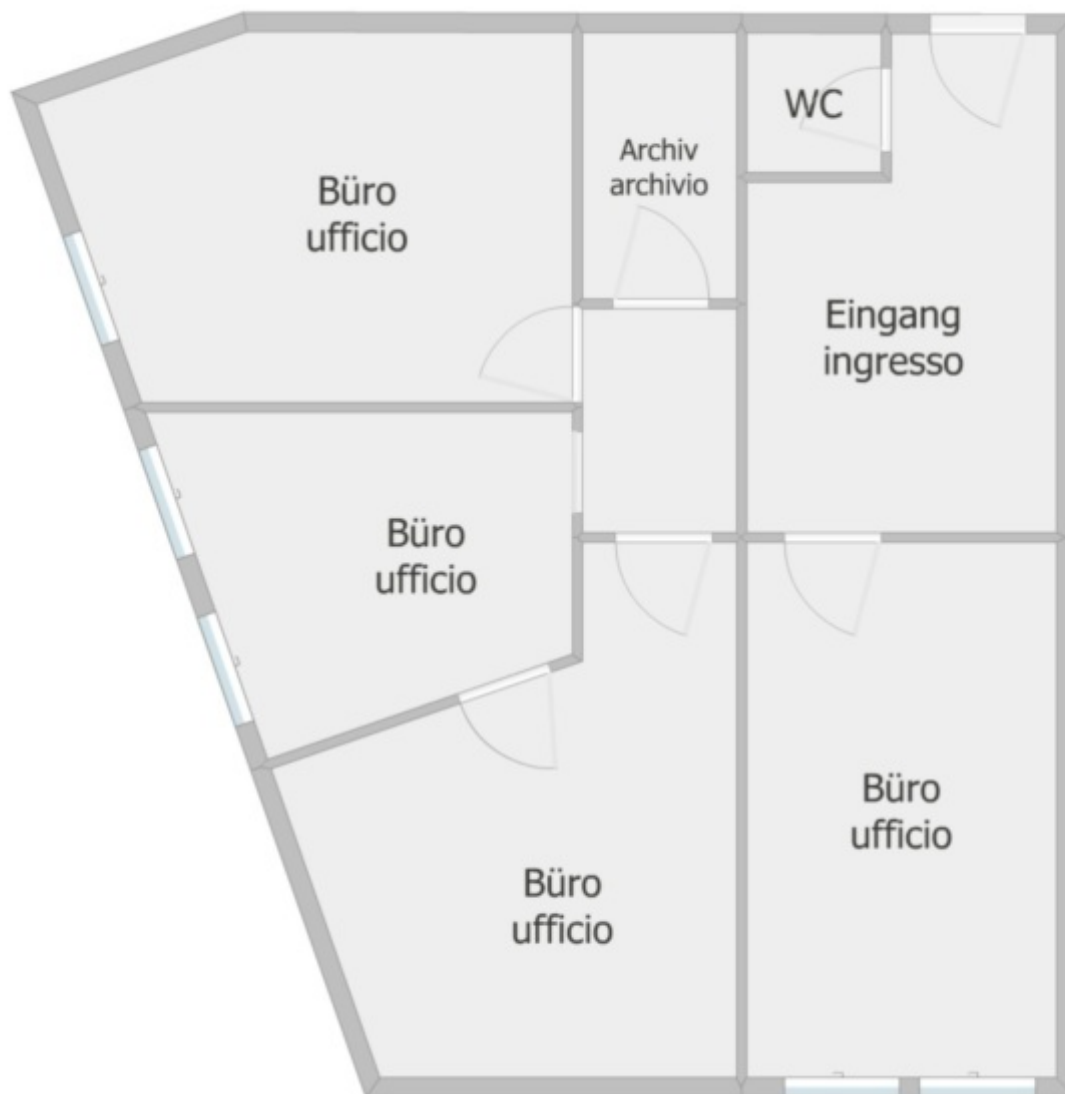 WC
Archiv
archivio
Büro
ufficio
Eingang
ingresso
Büro
ufficio
Büro
ufficio
Büro
ufficio